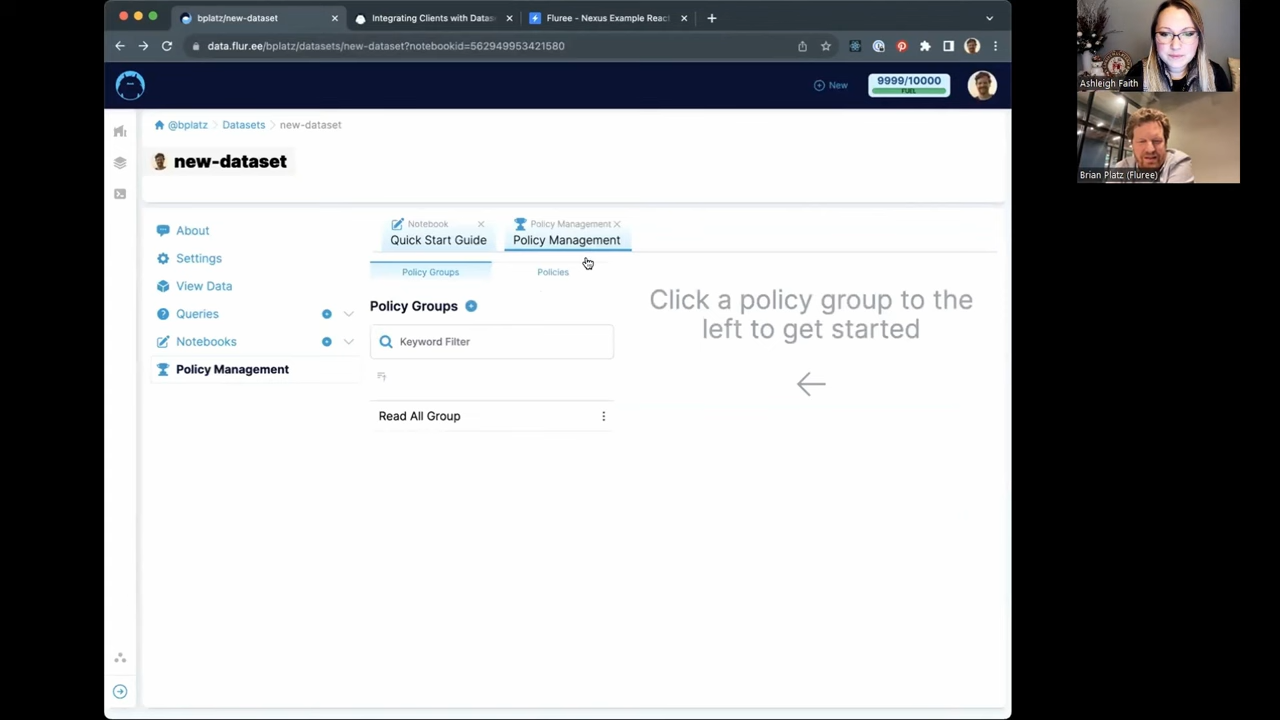 bplatz/new-dataset
Integrating Clients with Datas
Fluree - Nexus Example Reac
data.flur.ee/bplatz/datasets/new-dataset?notebookid=562949953421580
New
9999/10000
FUEL
@bplatz > Datasets > new-dataset
new-dataset
About
Settings
View Data
Queries
Notebooks
Policy Management
Notebook
Quick Start Guide
Policy Management
Policy Management
Policy Groups
Policies
Policy Groups
Keyword Filter
Read All Group
Click a policy group to the
left to get started
Ashleigh Faith
Brian Platz (Fluree)